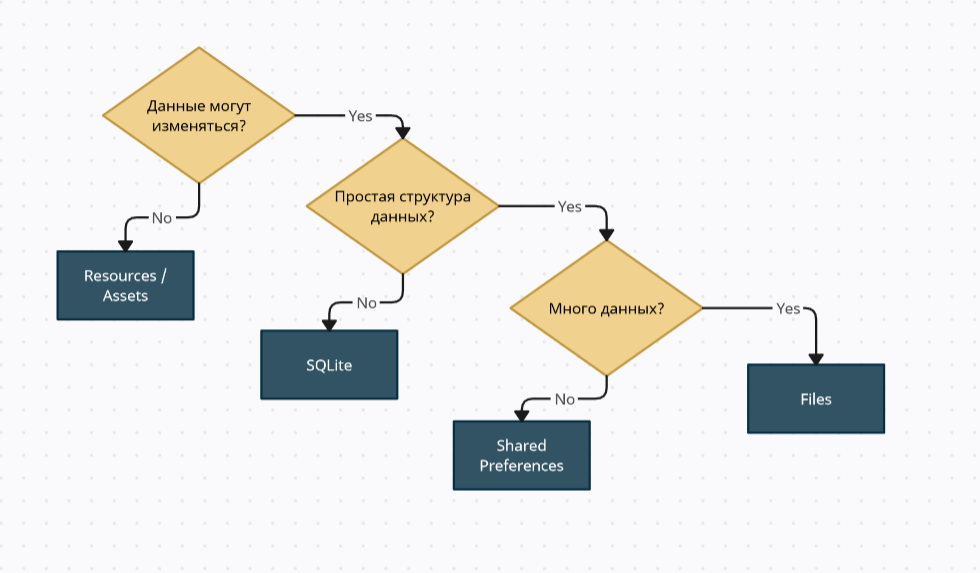 Данные могут
изменяться?
Yes
No
Простая структура
данных?
Yes
Resources /
Assets
No
Много данных?
Yes
SQLite
No
Files
Shared
Preferences